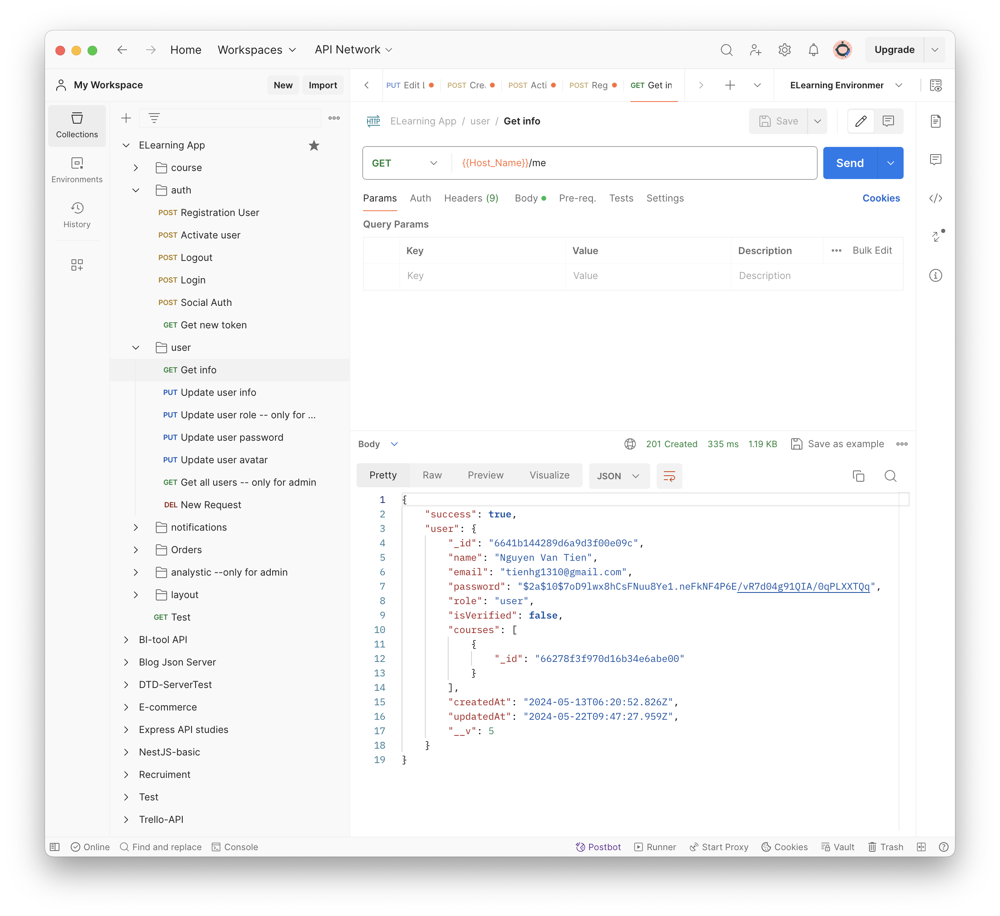 Home Workspaces API Network Upgrade
My Workspace New Import
PUT Edit POST Cre POST Acti POST Reg GET Get in ELearning Environmer
Collections
Environments
History
ELearning App
course
auth
POST Registration User
POST Activate user
POST Logout
POST Login
POST Social Auth
GET Get new token
user
GET Get info
PUT Update user info
PUT Update user role -- only for ...
PUT Update user password
PUT Update user avatar
GET Get all users -- only for admin
DEL New Request
notifications
Orders
analystic --only for admin
layout
GET Test
BI-tool API
Blog Json Server
DTD-ServerTest
E-commerce
Express API studies
NestJS-basic
Recruiment
Test
Trello-API
HTTP ELearning App / user / Get info Save
GET {{Host_Name}}/me Send
Params Auth Headers (9) Body Pre-req. Tests Settings Cookies
Query Params
Key Value Description Bulk Edit
Key Value Description
Body 201 Created 335 ms 1.19 KB Save as example
Pretty Raw Preview Visualize JSON
1 {
2 "success": true,
3 "user": {
4 "_id": "6641b144289d6a9d3f00e09c",
5 "name": "Nguyen Van Tien",
6 "email": "tienhg1310@gmail.com",
7 "password": "$2a$10$7oD9lwx8hCsFNuu8Ye1.neFkNF4P6E/vR7d04g91QIA/0qPLXXTQq",
8 "role": "user",
9 "isVerified": false,
10 "courses": [
11 {
12 "_id": "66278f3f970d16b34e6abe00"
13 }
14 ],
15 "createdAt": "2024-05-13T06:20:52.826Z",
16 "updatedAt": "2024-05-22T09:47:27.959Z",
17 "__v": 5
18 }
19 }
Online Find and replace Console Postbot Runner Start Proxy Cookies Vault Trash